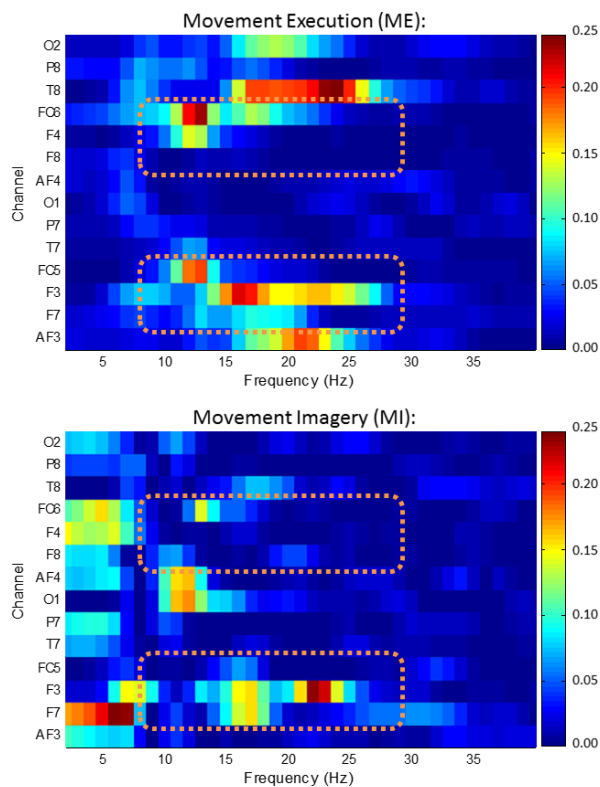 Movement Execution (ME):
Channel
O2
P8
T8
FC6
F4
F8
AF4
O1
P7
T7
FC5
F3
F7
AF3
5 10 15 20 25 30 35
Frequency (Hz)
0.25
0.20
0.15
0.10
0.05
0.00
Movement Imagery (MI):
Channel
O2
P8
T8
FC6
F4
F8
AF4
O1
P7
T7
FC5
F3
F7
AF3
5 10 15 20 25 30 35
Frequency (Hz)
0.25
0.20
0.15
0.10
0.05
0.00